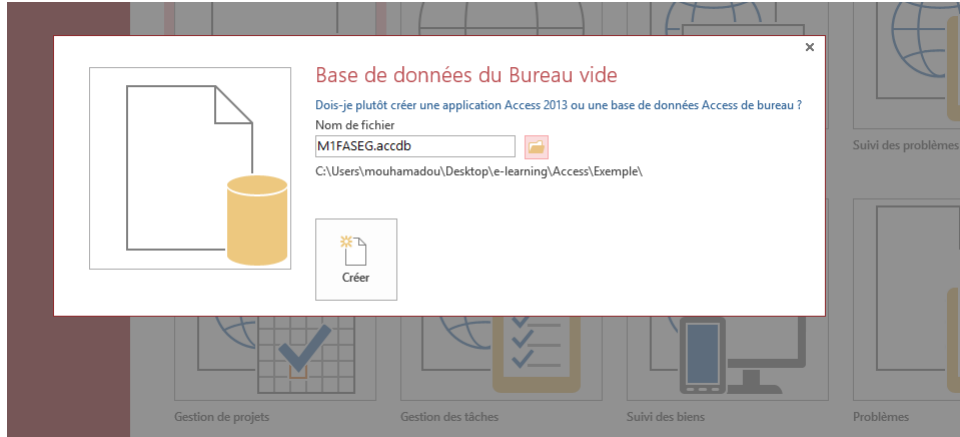 ×
Base de données du Bureau vide
Dois-je plutôt créer une application Access 2013 ou une base de données Access de bureau ?
Nom de fichier
M1FASEG.accdb
C:\Users\mouhamadou\Desktop\e-learning\Access\Exemple\
Créer
Suivi des problèmes
Gestion de projets
Gestion des tâches
Suivi des biens
Problèmes